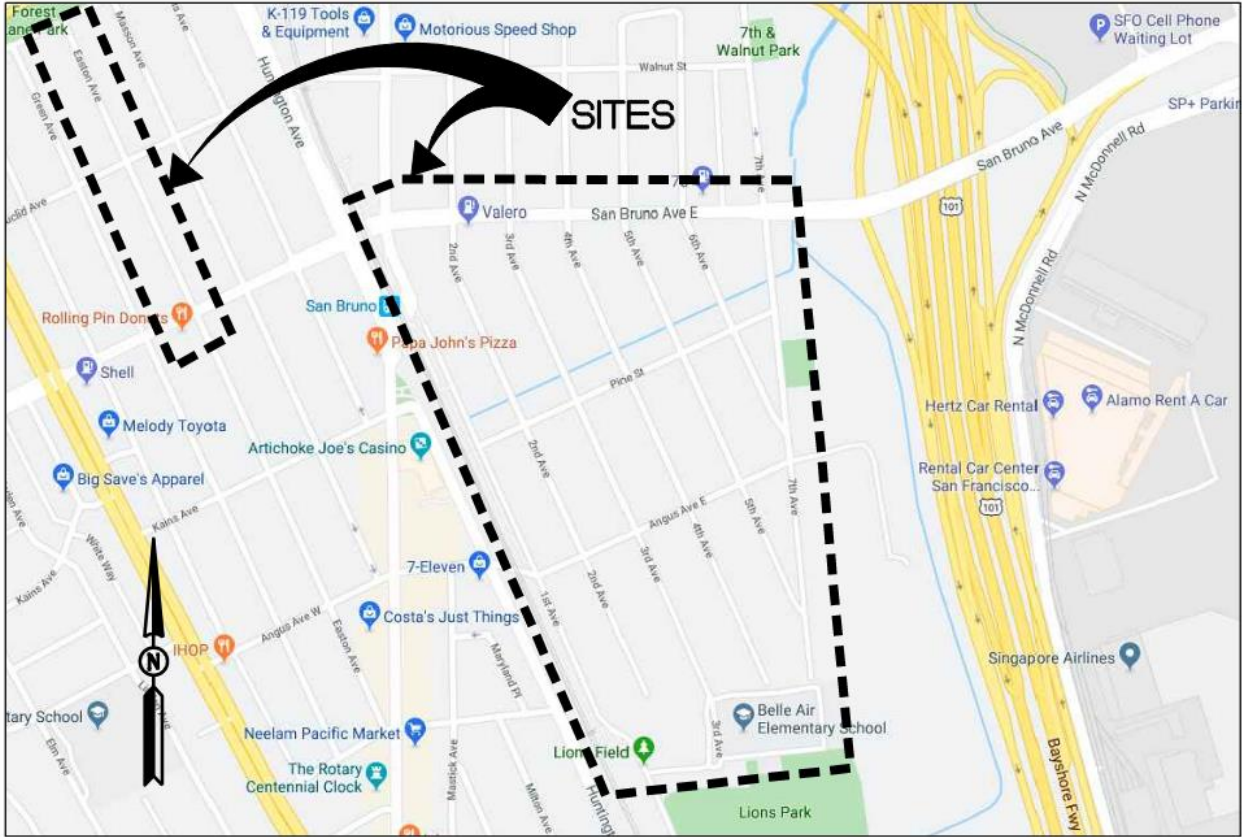 Forest
Lane Park
Masson Ave
Easton Ave
Green Ave
K-119 Tools
& Equipment
Motorious Speed Shop
Huntington Ave
7th &
Walnut Park
Walnut St
SFO Cell Phone
Waiting Lot
SP+ Parkin
SITES
San Bruno Ave
N McDonnell Rd
7th Ave
101
Valero
San Bruno Ave E
2nd Ave
3rd Ave
4th Ave
5th Ave
6th Ave
San Bruno
Rolling Pin Donuts
Papa John's Pizza
N McDonnell Rd
Shell
Pine St
Melody Toyota
Hertz Car Rental
Alamo Rent A Car
Artichoke Joe's Casino
2nd Ave
Rental Car Center
San Francisco...
Big Save's Apparel
7th Ave
101
Kains Ave
Angus Ave E
5th Ave
4th Ave
3rd Ave
White Way
7-Eleven
2nd Ave
1st Ave
Kains Ave
Angus Ave W
Costa's Just Things
Easton Ave
N
IHOP
Maryland Pl
Singapore Airlines
tary School
Elm Ave
Belle Air
Elementary School
3rd Ave
Neelam Pacific Market
Lions Field
The Rotary
Centennial Clock
Mastick Ave
Milton Ave
Huntingt
Lions Park
Bayshore Fwy